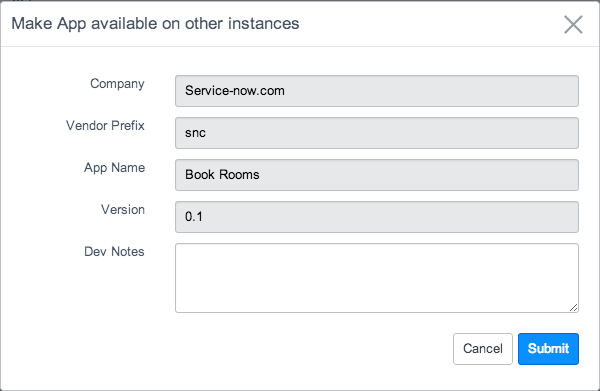 Make App available on other instances
Company
Service-now.com
Vendor Prefix
snc
App Name
Book Rooms
Version
0.1
Dev Notes
Cancel
Submit